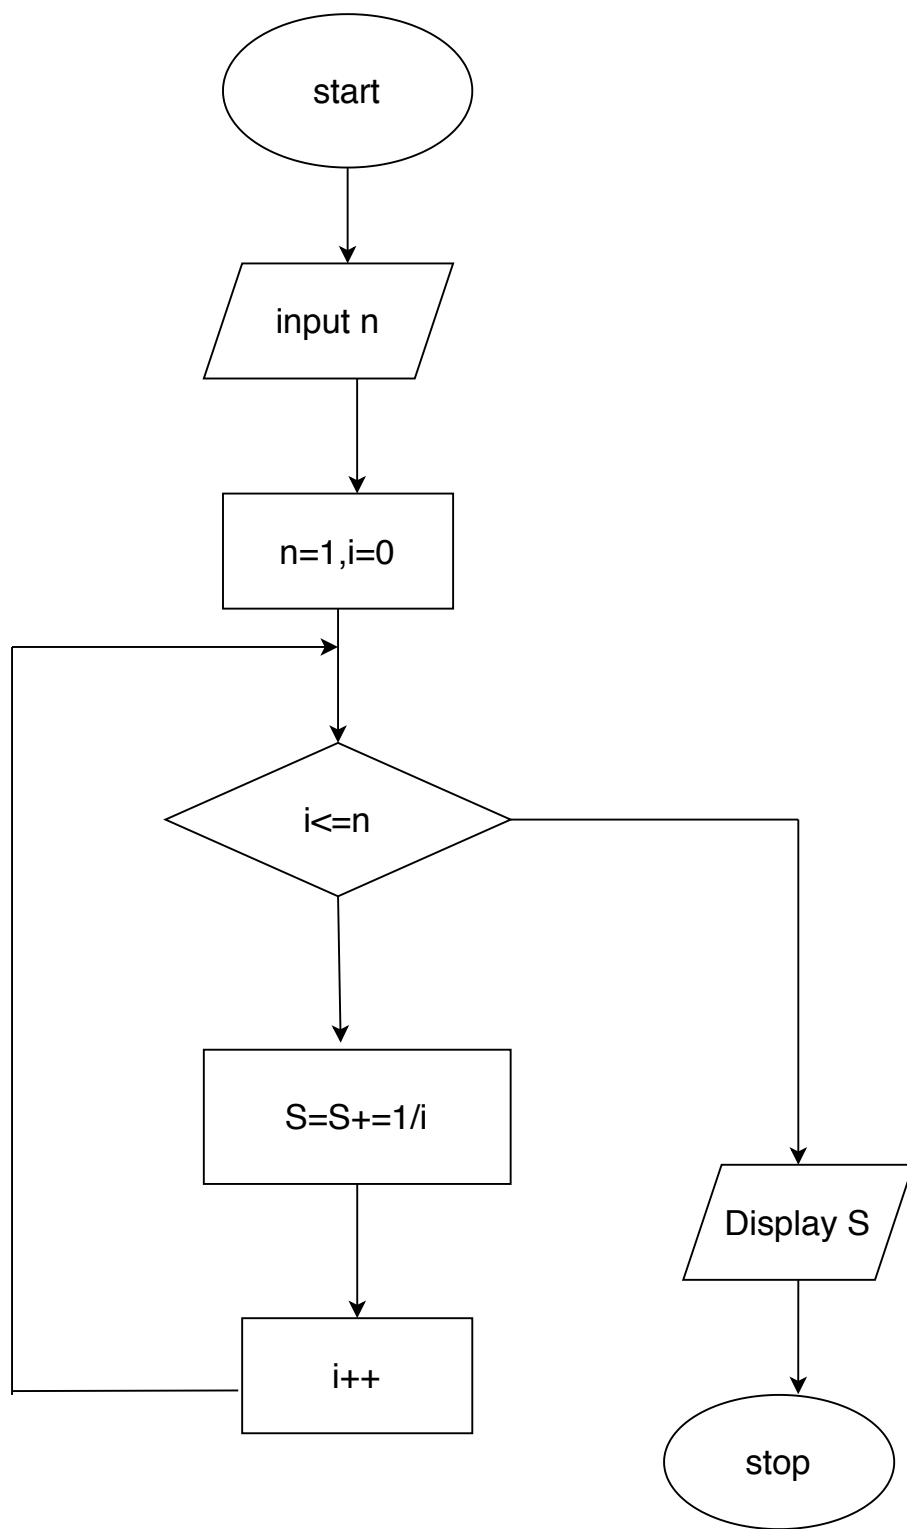 start
input n
n=1,i=0
i<=n
S=S+=1/i
i++
Display S
stop